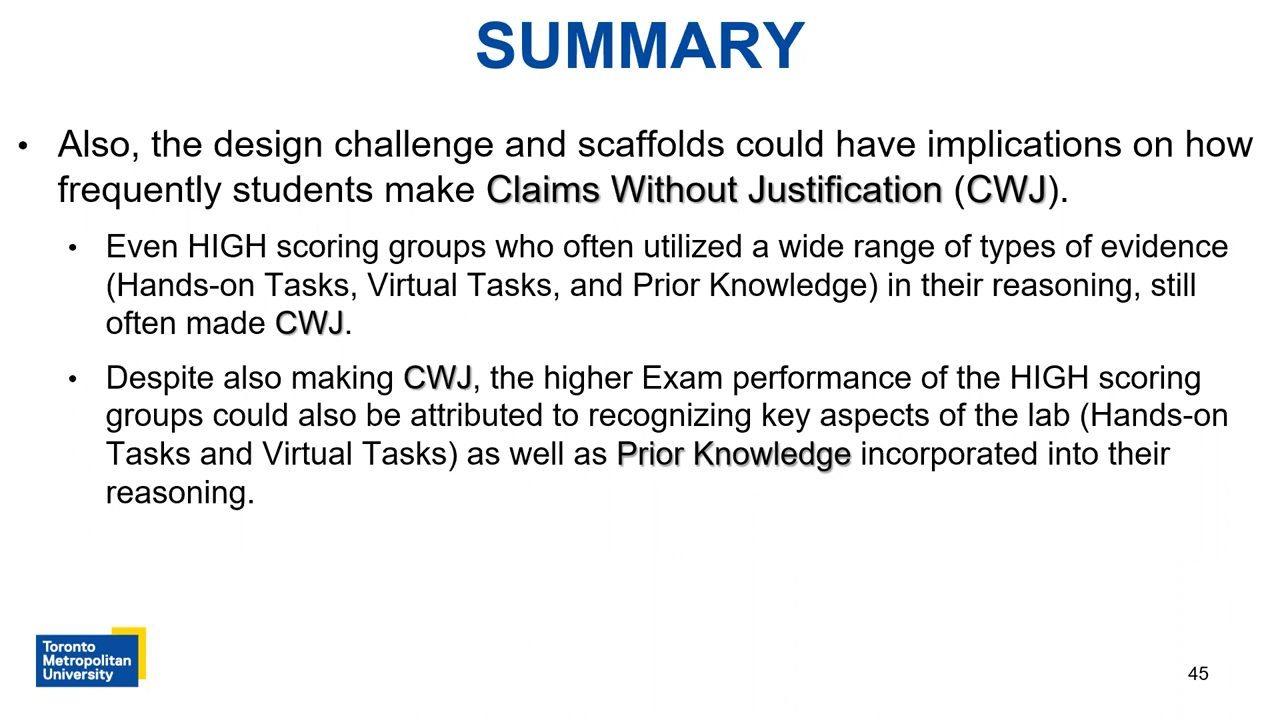 SUMMARY
• Also, the design challenge and scaffolds could have implications on how
frequently students make Claims Without Justification (CWJ).
• Even HIGH scoring groups who often utilized a wide range of types of evidence
(Hands-on Tasks, Virtual Tasks, and Prior Knowledge) in their reasoning, still
often made CWJ.
• Despite also making CWJ, the higher Exam performance of the HIGH scoring
groups could also be attributed to recognizing key aspects of the lab (Hands-on
Tasks and Virtual Tasks) as well as Prior Knowledge incorporated into their
reasoning.
Toronto
Metropolitan
University
45